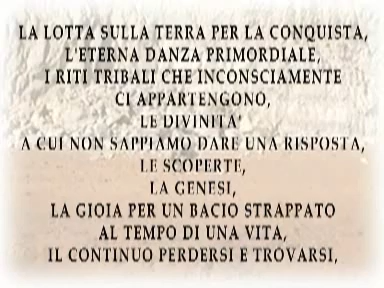 LA LOTTA SULLA TERRA PER LA CONQUISTA,
L'ETERNA DANZA PRIMORDIALE,
I RITI TRIBALI CHE INCONSCIAMENTE
CI APPARTENGONO,
LE DIVINITA'
A CUI NON SAPPIAMO DARE UNA RISPOSTA,
LE SCOPERTE,
LA GENESI,
LA GIOIA PER UN BACIO STRAPPATO
AL TEMPO DI UNA VITA,
IL CONTINUO PERDERSI E TROVARSI,